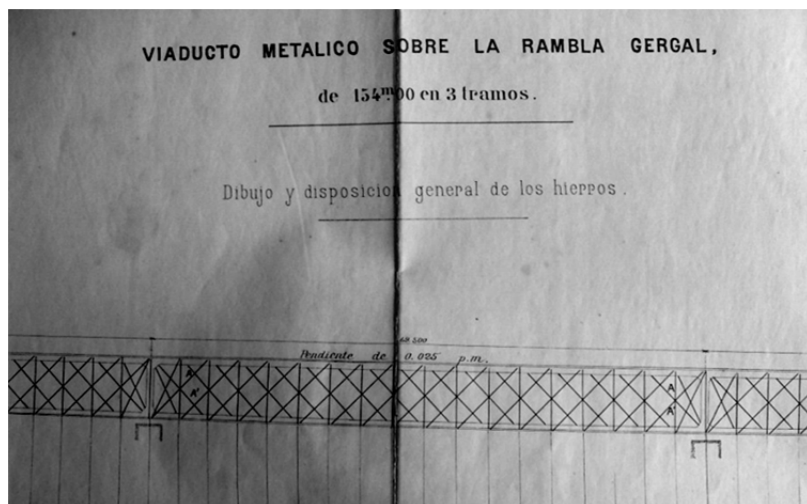 VIADUCTO METALICO SOBRE LA RAMBLA GERGAL,
de 154ᵐ00 en 3 tramos.
Dibujo y disposicion general de los hierros.
Pendiente de 0.025 p.m.
A A
A' A'